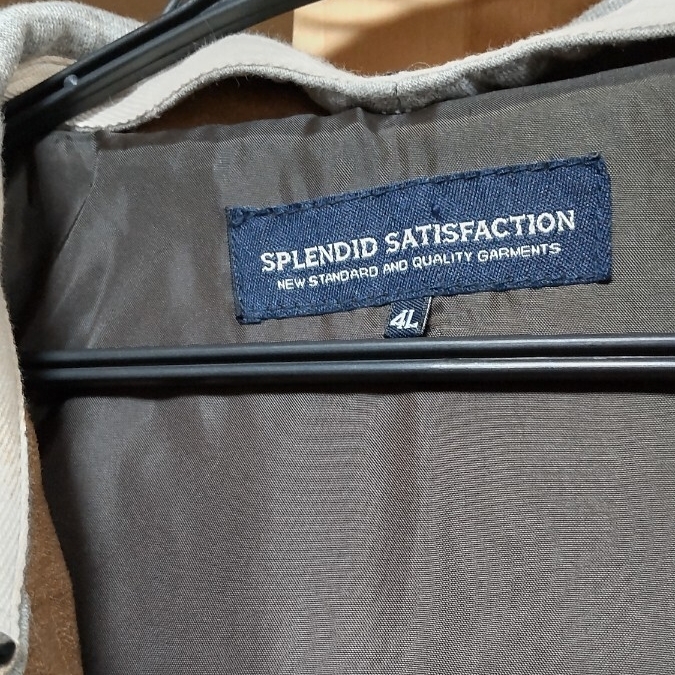 SPLENDID SATISFACTION
NEW STANDARD AND QUALITY GARMENTS
4L